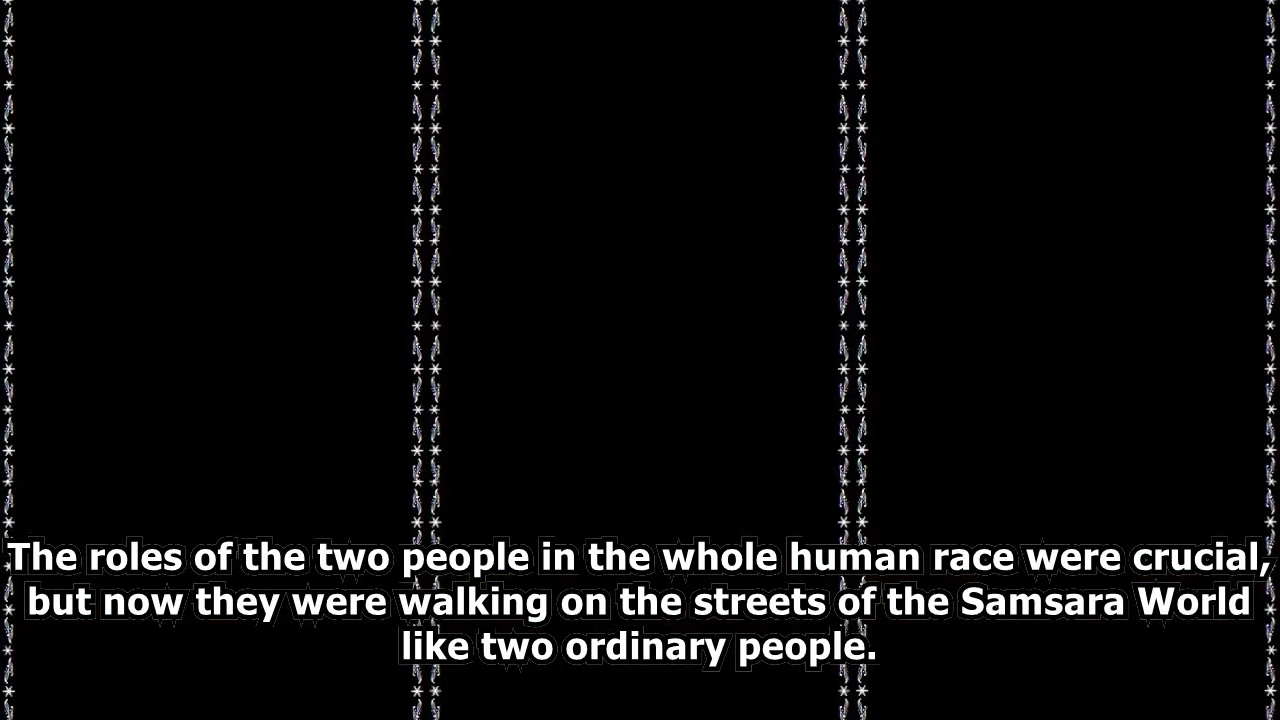 The roles of the two people in the whole human race were crucial,
but now they were walking on the streets of the Samsara World
like two ordinary people.